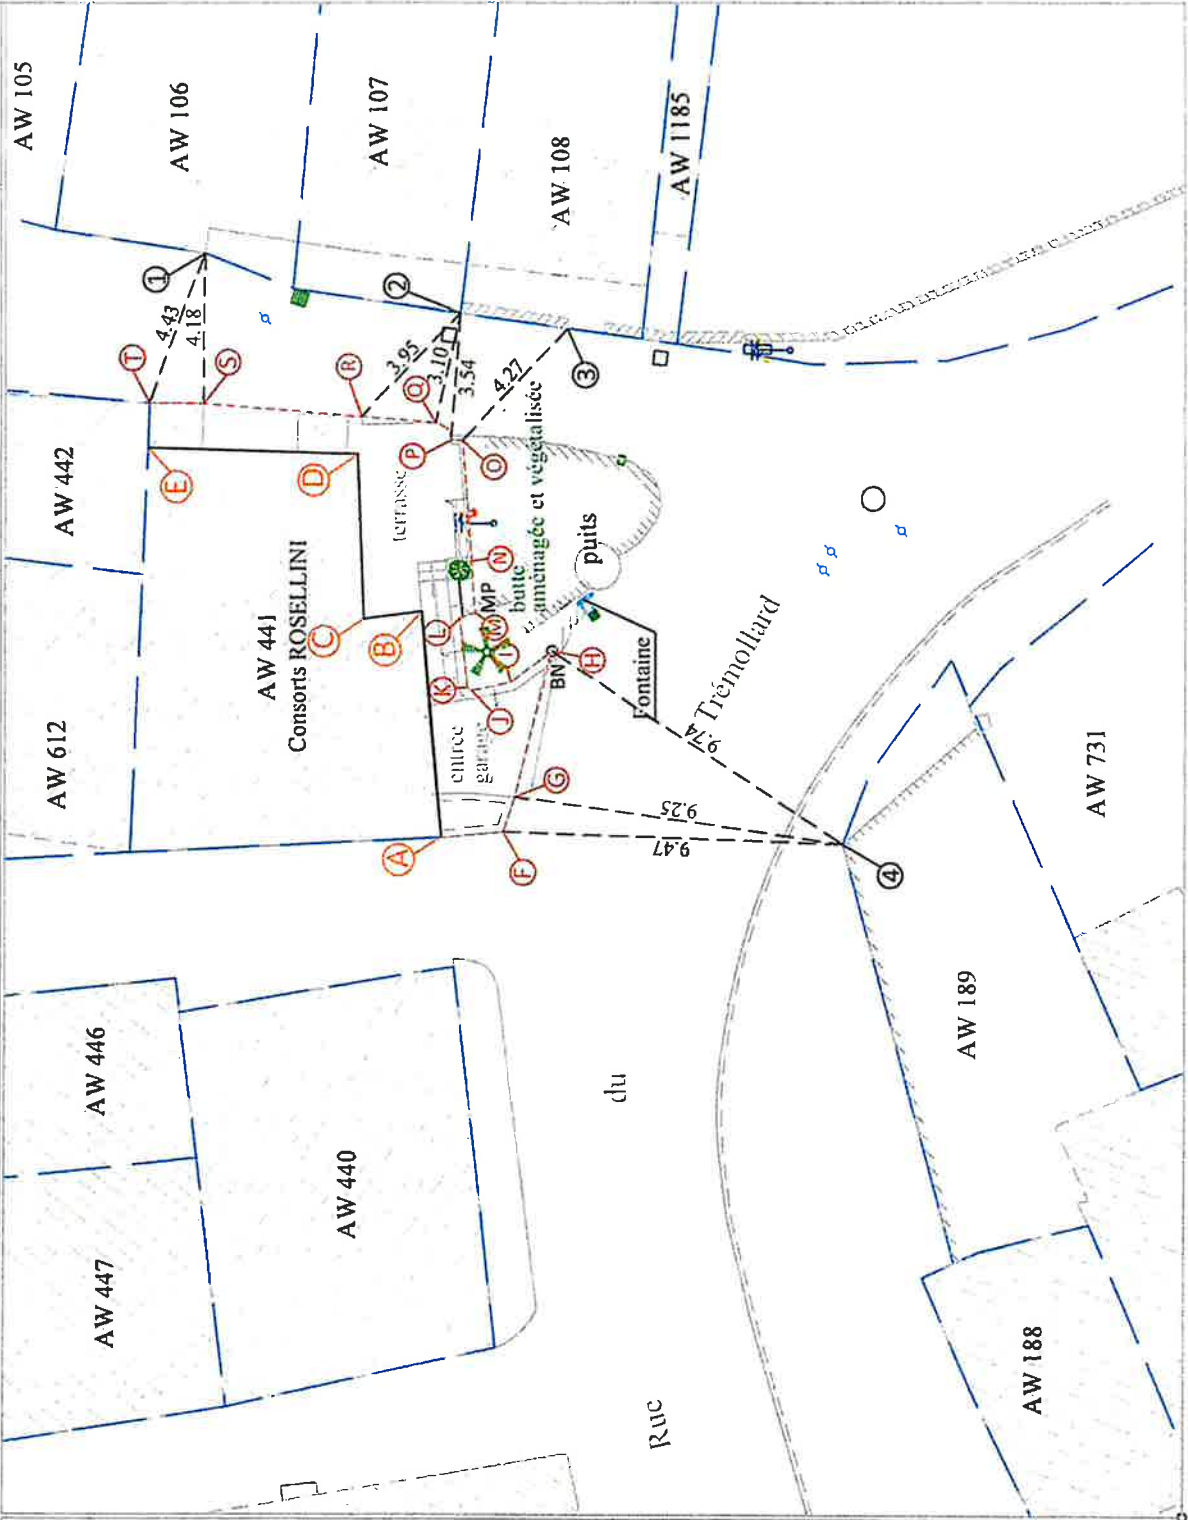 AW 105
AW 106
AW 107
AW 108
AW 1185
1
2
3
4.43
4.18
3.95
3.10
3.54
4.27
T
S
R
Q
P
O
AW 442
E
D
AW 612
AW 441
Consorts ROSELLINI
C
B
A
terrasse
L
K
MP
M
N
I
J
butte
aménagée et végétalisée
puits
entrée
garage
BN
H
Fontaine
G
F
9.25
9.47
9.74
4
Rue
du
Trémollard
AW 446
AW 447
AW 440
AW 189
AW 731
AW 188